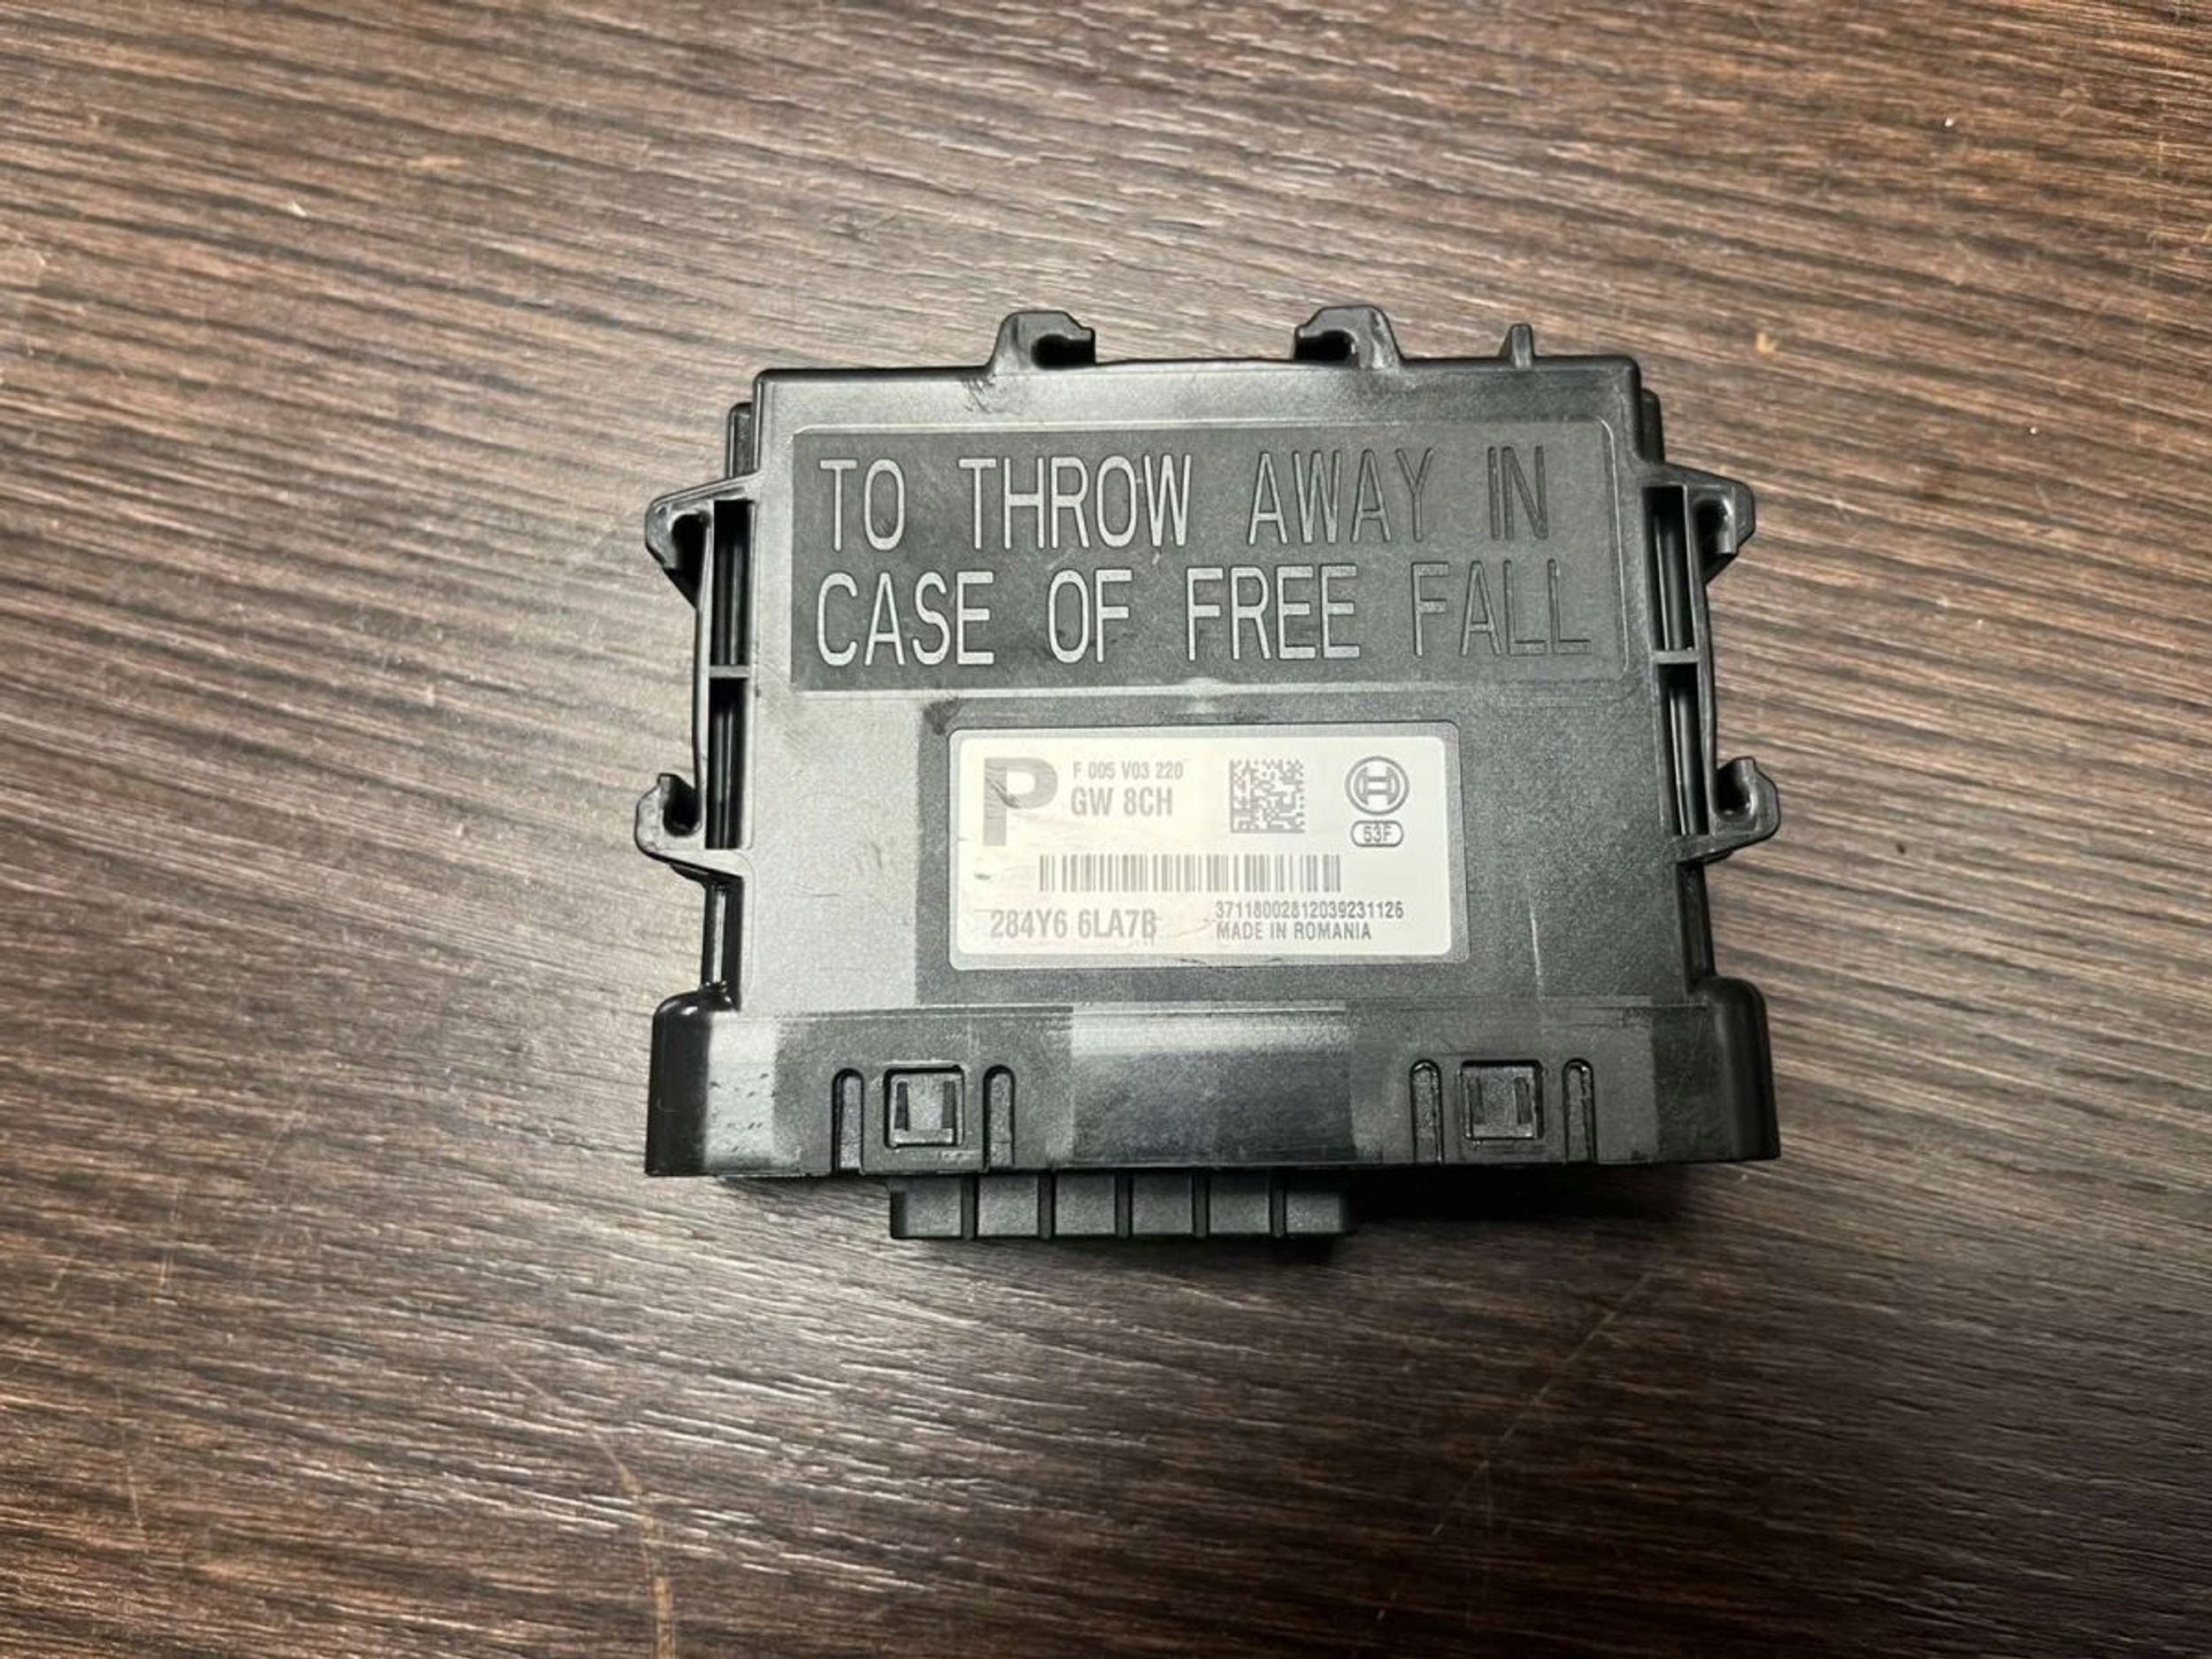 TO THROW AWAY IN
CASE OF FREE FALL
P
F 005 V03 220
GW 8CH
53F
284Y6 6LA7B
37118002812039231126
MADE IN ROMANIA